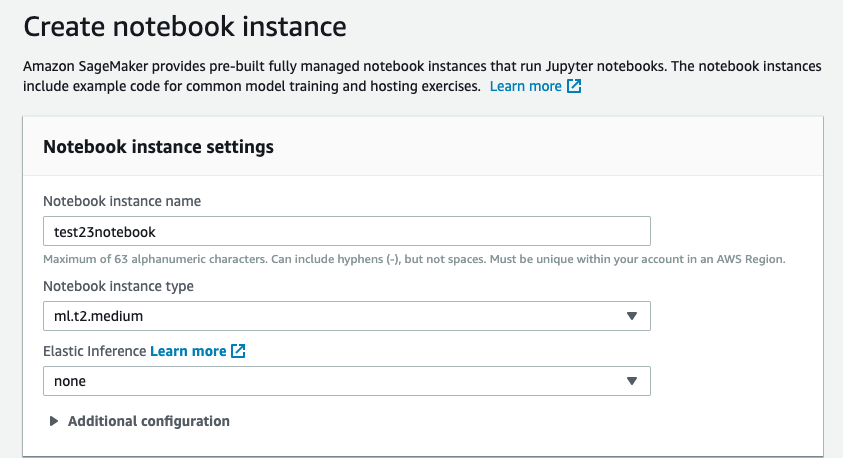 Create notebook instance
Amazon SageMaker provides pre-built fully managed notebook instances that run Jupyter notebooks. The notebook instances
include example code for common model training and hosting exercises. Learn more
Notebook instance settings
Notebook instance name
test23notebook
Maximum of 63 alphanumeric characters. Can include hyphens (-), but not spaces. Must be unique within your account in an AWS Region.
Notebook instance type
ml.t2.medium
Elastic Inference Learn more
none
Additional configuration